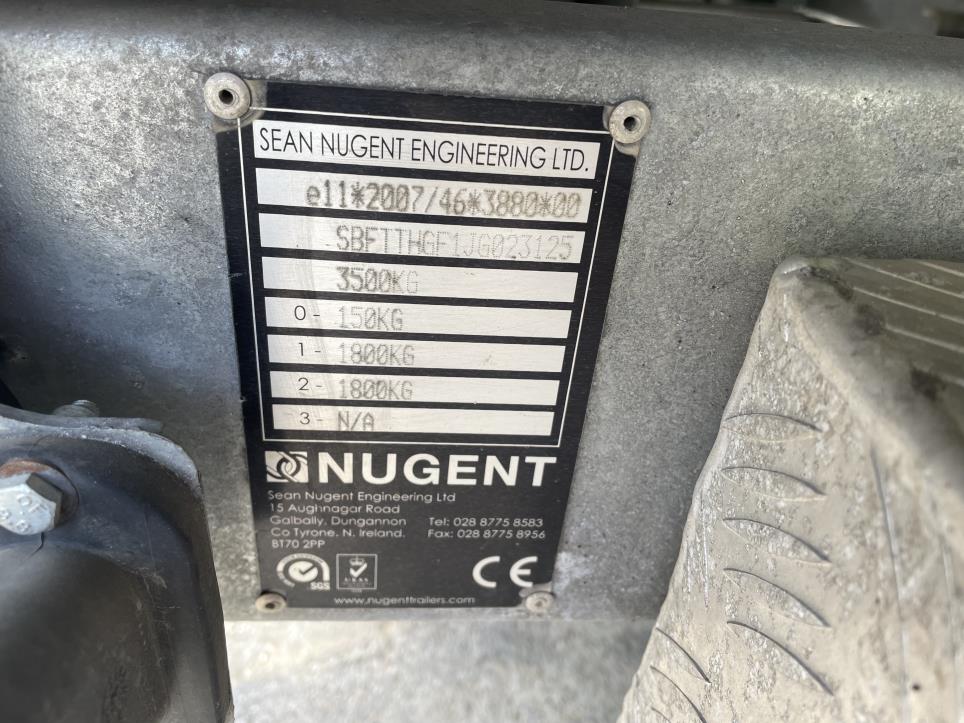 SEAN NUGENT ENGINEERING LTD.
e11*2007/46*3880*00
SBFTTHGF1JG023125
3500KG
0- 150KG
1 - 1800KG
2 - 1800KG
3 - N/A
NUGENT
Sean Nugent Engineering Ltd
15 Aughnagar Road
Galbally, Dungannon Tel: 028 8775 8583
Co Tyrone, N. Ireland. Fax: 028 8775 8956
BT70 2PP
SGS
UKAS
CE
www.nugenttrailers.com